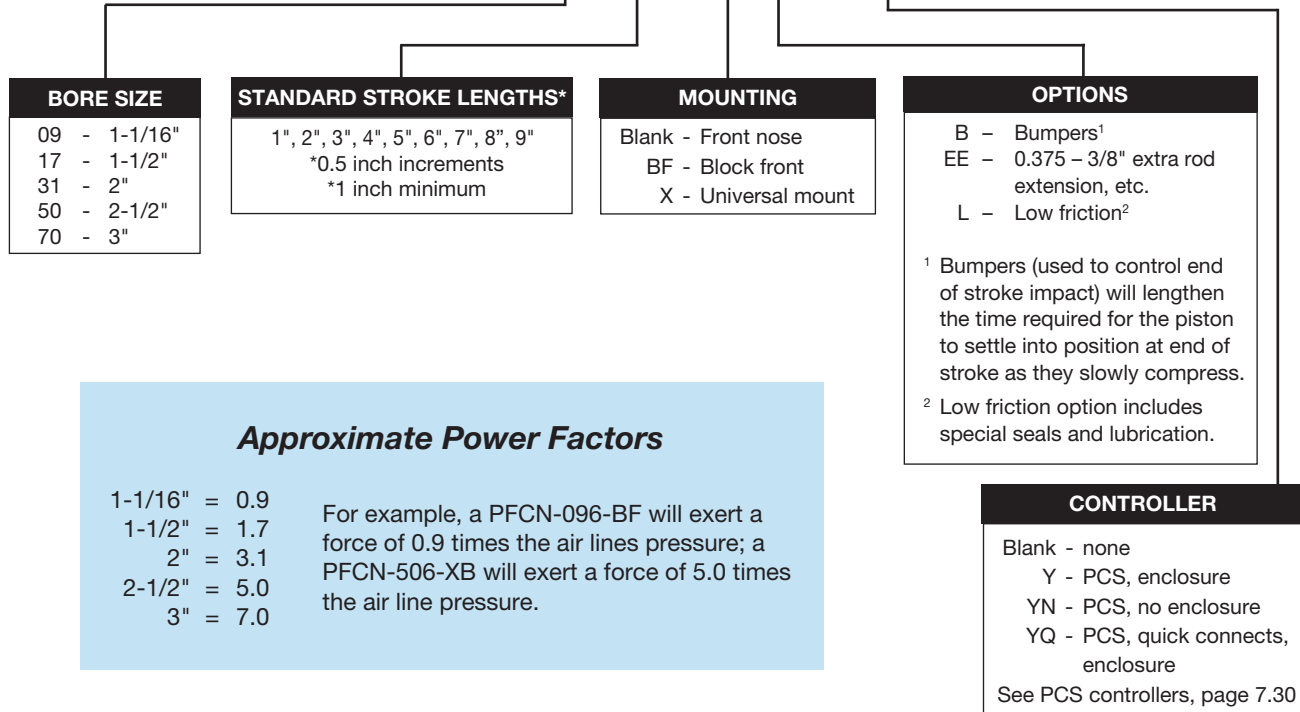 BORE SIZE
09 - 1-1/16"
17 - 1-1/2"
31 - 2"
50 - 2-1/2"
70 - 3"
STANDARD STROKE LENGTHS*
1", 2", 3", 4", 5", 6", 7", 8”, 9"
*0.5 inch increments
*1 inch minimum
MOUNTING
Blank - Front nose
BF - Block front
X - Universal mount
OPTIONS
B – Bumpers¹
EE – 0.375 – 3/8" extra rod
extension, etc.
L – Low friction²
¹ Bumpers (used to control end
of stroke impact) will lengthen
the time required for the piston
to settle into position at end of
stroke as they slowly compress.
² Low friction option includes
special seals and lubrication.
Approximate Power Factors
1-1/16" = 0.9
1-1/2" = 1.7
2" = 3.1
2-1/2" = 5.0
3" = 7.0
For example, a PFCN-096-BF will exert a
force of 0.9 times the air lines pressure; a
PFCN-506-XB will exert a force of 5.0 times
the air line pressure.
CONTROLLER
Blank - none
Y - PCS, enclosure
YN - PCS, no enclosure
YQ - PCS, quick connects,
enclosure
See PCS controllers, page 7.30